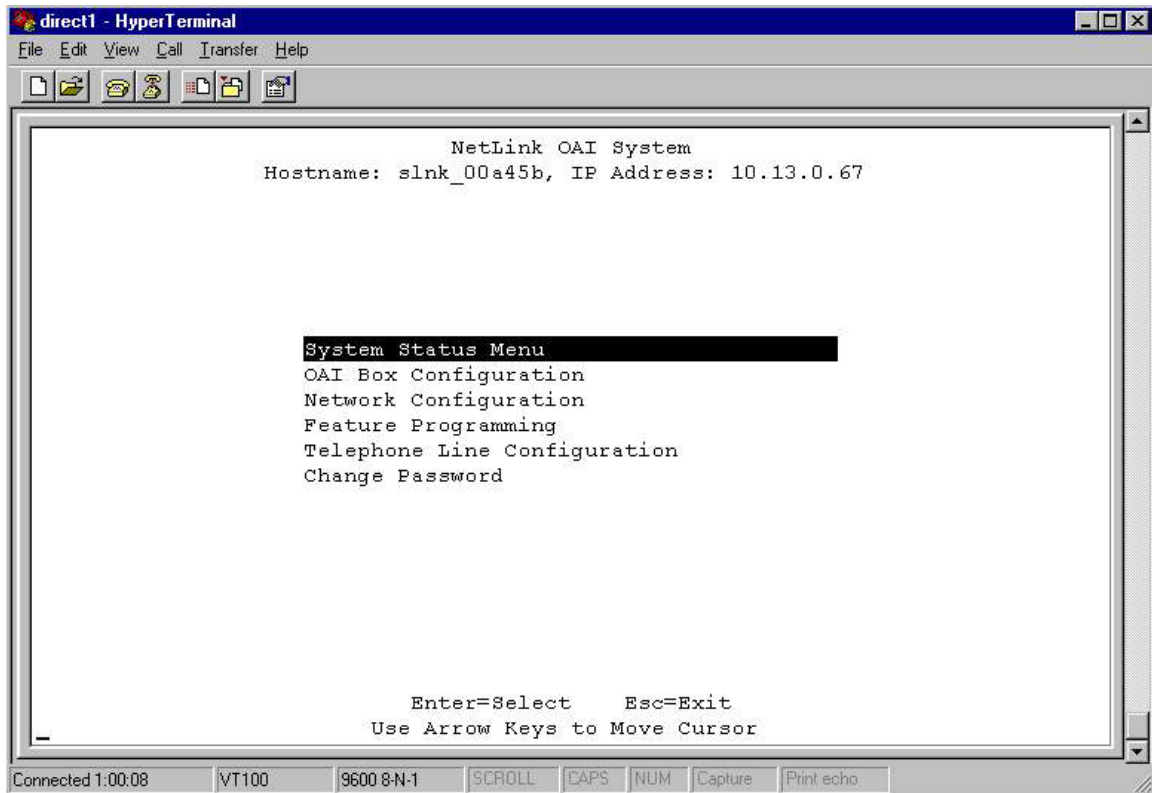 direct1 - HyperTerminal
File Edit View Call Transfer Help
NetLink OAI System
Hostname: slnk_00a45b, IP Address: 10.13.0.67
System Status Menu
OAI Box Configuration
Network Configuration
Feature Programming
Telephone Line Configuration
Change Password
Enter=Select Esc=Exit
Use Arrow Keys to Move Cursor
Connected 1:00:08 VT100 9600 8-N-1 SCROLL CAPS NUM Capture Print echo